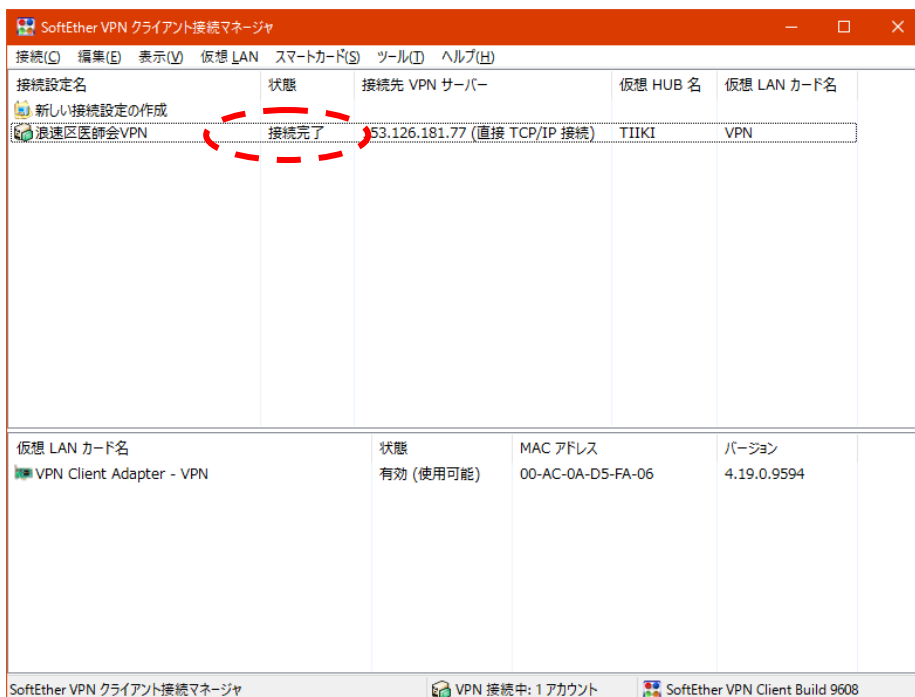 SoftEther VPN クライアント接続マネージャ
接続(C) 編集(E) 表示(V) 仮想 LAN スマートカード(S) ツール(T) ヘルプ(H)
接続設定名 状態 接続先 VPN サーバー 仮想 HUB 名 仮想 LAN カード名
新しい接続設定の作成
浪速区医師会VPN 接続完了 53.126.181.77 (直接 TCP/IP 接続) TIIKI VPN
仮想 LAN カード名 状態 MAC アドレス バージョン
VPN Client Adapter - VPN 有効 (使用可能) 00-AC-0A-D5-FA-06 4.19.0.9594
SoftEther VPN クライアント接続マネージャ VPN 接続中: 1 アカウント SoftEther VPN Client Build 9608